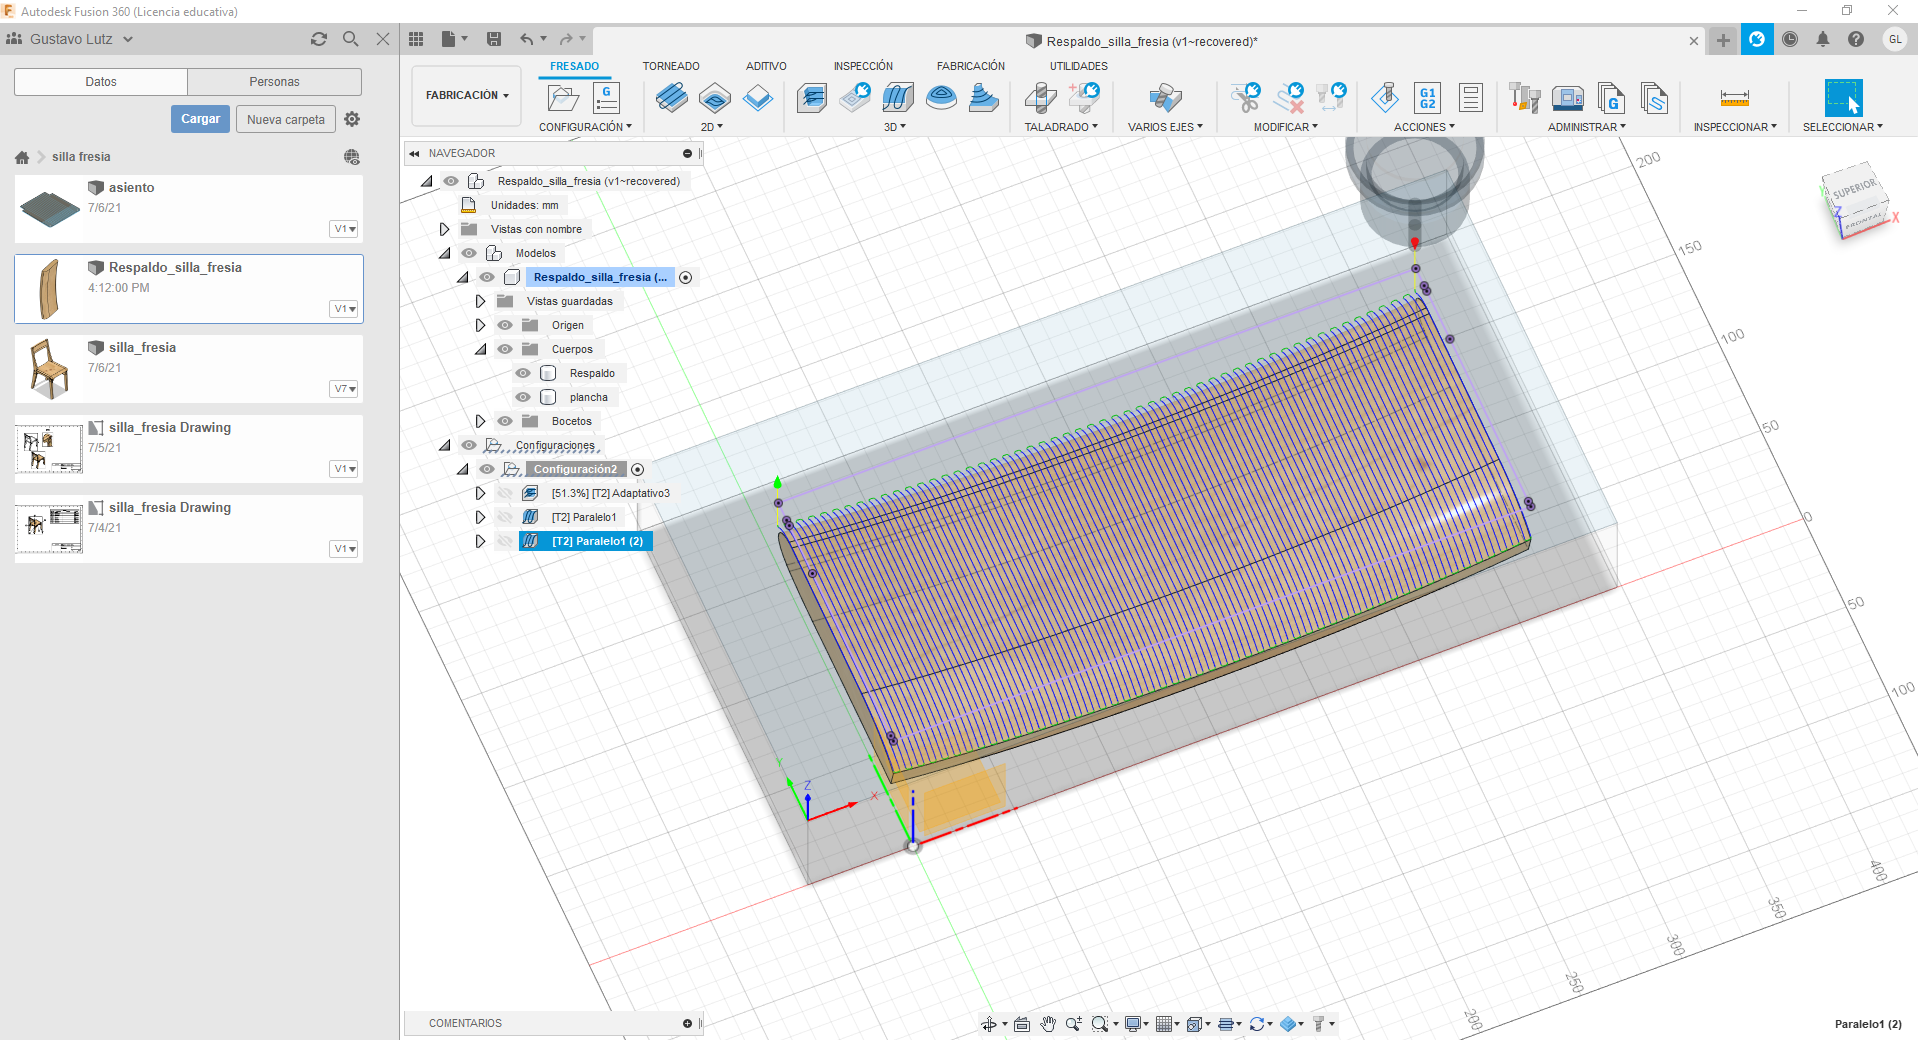 Autodesk Fusion 360 (Licencia educativa)
Gustavo Lutz
Respaldo_silla_fresia (v1~recovered)*
GL
Datos
Personas
Cargar
Nueva carpeta
silla fresia
asiento
7/6/21
V1
Respaldo_silla_fresia
4:12:00 PM
V1
silla_fresia
7/6/21
V7
silla_fresia Drawing
7/5/21
V1
silla_fresia Drawing
7/4/21
V1
FABRICACIÓN
FRESADO
TORNEADO
ADITIVO
INSPECCIÓN
FABRICACIÓN
UTILIDADES
G
G1
G2
G
CONFIGURACIÓN
2D
3D
TALADRADO
VARIOS EJES
MODIFICAR
ACCIONES
ADMINISTRAR
INSPECCIONAR
SELECCIONAR
NAVEGADOR
Respaldo_silla_fresia (v1~recovered)
Unidades: mm
Vistas con nombre
Modelos
Respaldo_silla_fresia (...
Vistas guardadas
Origen
Cuerpos
Respaldo
plancha
Bocetos
Configuraciones
Configuración2
[51.3%] [T2] Adaptativo3
[T2] Paralelo1
[T2] Paralelo1 (2)
SUPERIOR
FRONTAL
Z
X
200
150
100
50
0
50
100
400
350
300
250
200
Y
Z
X
COMENTARIOS
Paralelo1 (2)